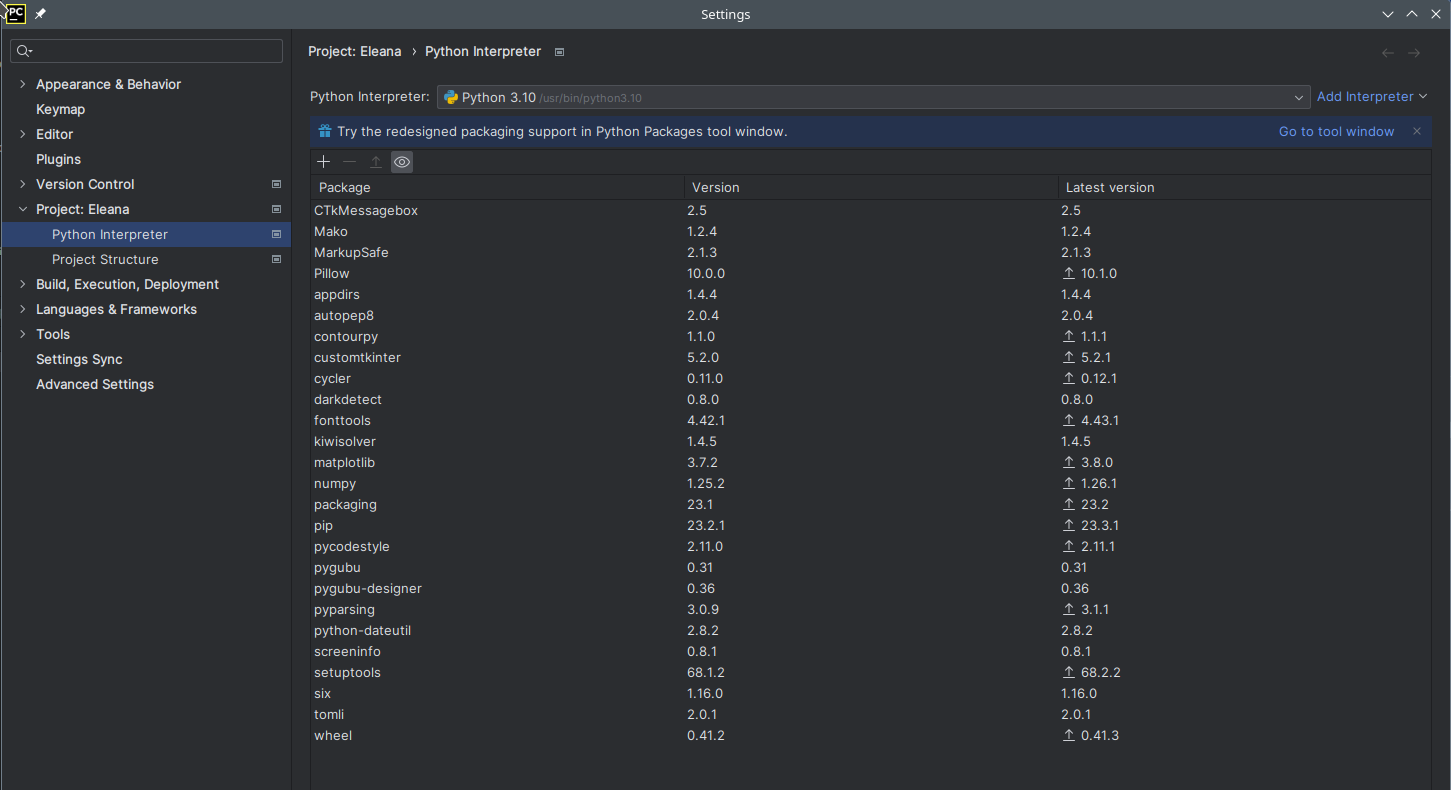 PC
Settings
Project: Eleana › Python Interpreter
Appearance & Behavior
Keymap
Editor
Plugins
Version Control
Project: Eleana
Python Interpreter
Project Structure
Build, Execution, Deployment
Languages & Frameworks
Tools
Settings Sync
Advanced Settings
Python Interpreter: Python 3.10 /usr/bin/python3.10 Add Interpreter
Try the redesigned packaging support in Python Packages tool window. Go to tool window
Package Version Latest version
CTkMessagebox 2.5 2.5
Mako 1.2.4 1.2.4
MarkupSafe 2.1.3 2.1.3
Pillow 10.0.0 10.1.0
appdirs 1.4.4 1.4.4
autopep8 2.0.4 2.0.4
contourpy 1.1.0 1.1.1
customtkinter 5.2.0 5.2.1
cycler 0.11.0 0.12.1
darkdetect 0.8.0 0.8.0
fonttools 4.42.1 4.43.1
kiwisolver 1.4.5 1.4.5
matplotlib 3.7.2 3.8.0
numpy 1.25.2 1.26.1
packaging 23.1 23.2
pip 23.2.1 23.3.1
pycodestyle 2.11.0 2.11.1
pygubu 0.31 0.31
pygubu-designer 0.36 0.36
pyparsing 3.0.9 3.1.1
python-dateutil 2.8.2 2.8.2
screeninfo 0.8.1 0.8.1
setuptools 68.1.2 68.2.2
six 1.16.0 1.16.0
tomli 2.0.1 2.0.1
wheel 0.41.2 0.41.3